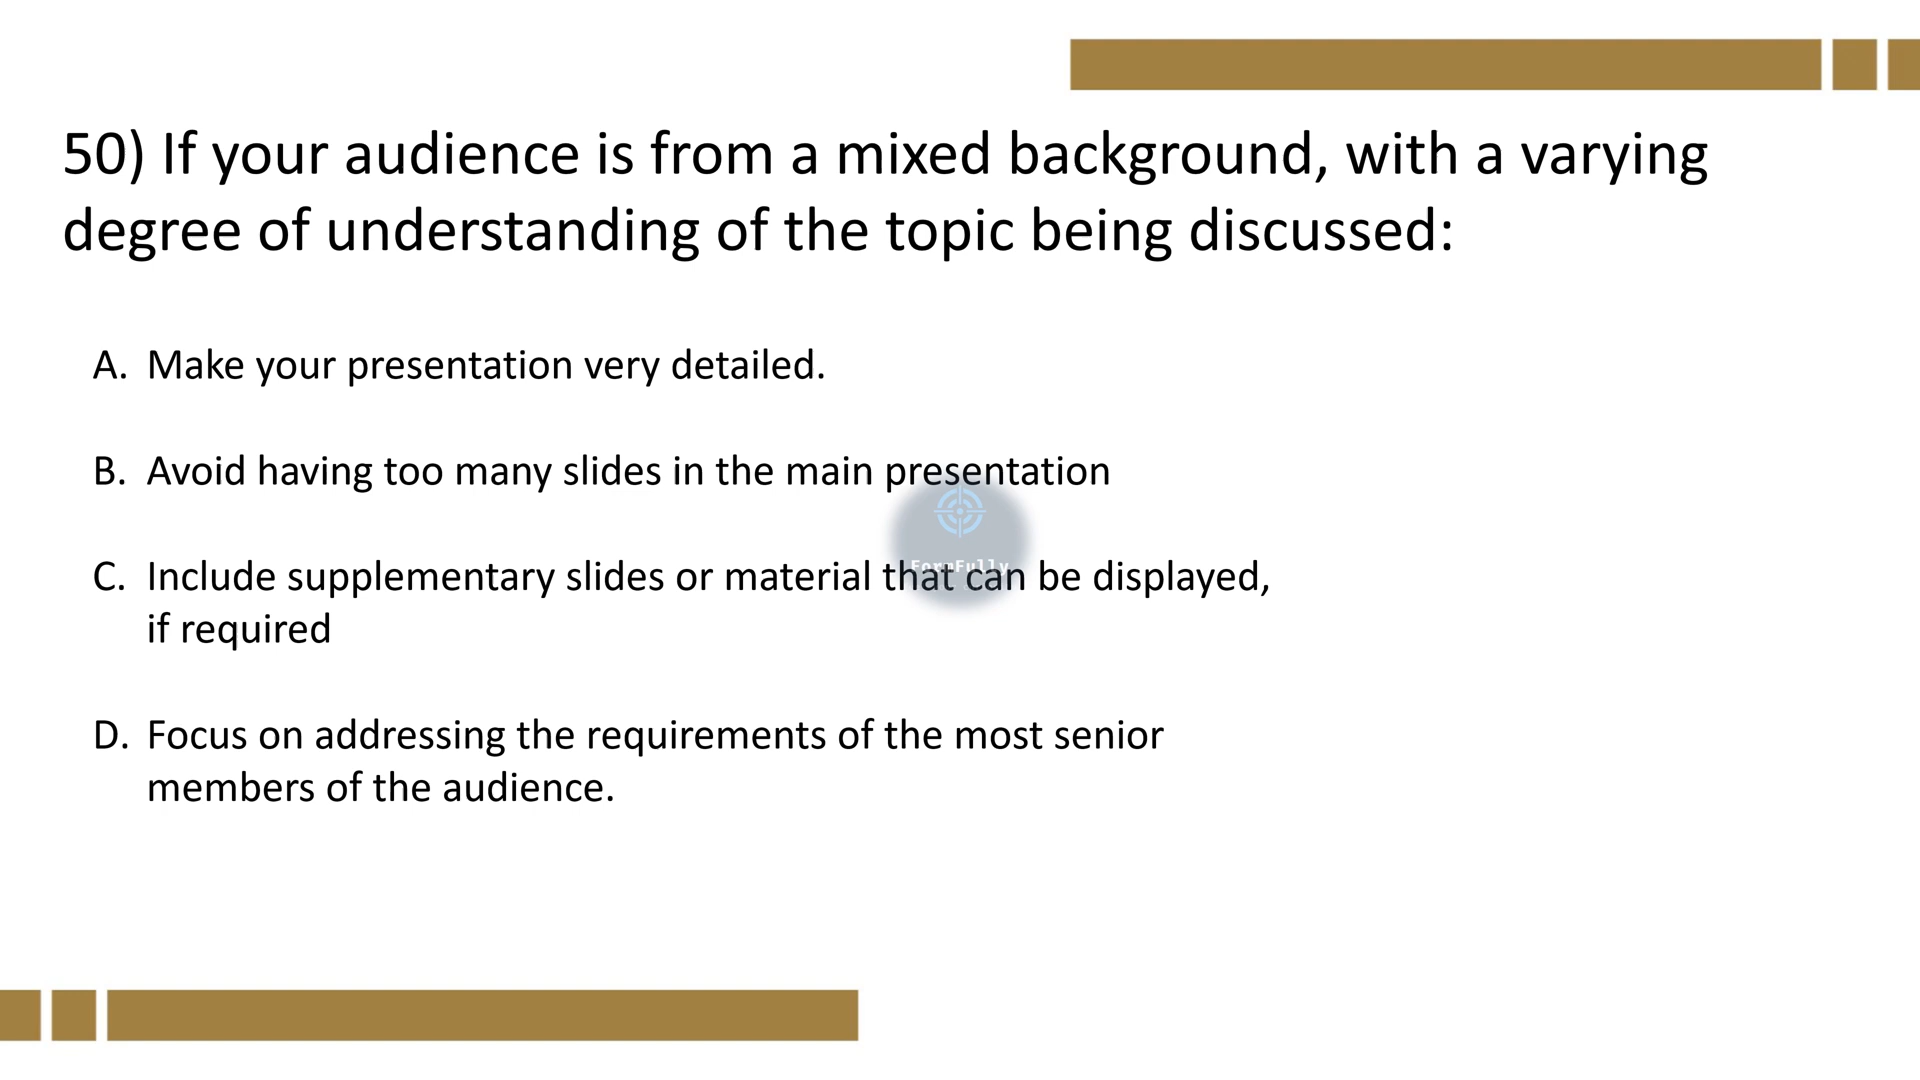 50) If your audience is from a mixed background, with a varying
degree of understanding of the topic being discussed:
A. Make your presentation very detailed.
B. Avoid having too many slides in the main presentation
C. Include supplementary slides or material that can be displayed,
if required
D. Focus on addressing the requirements of the most senior
members of the audience.
FormFully